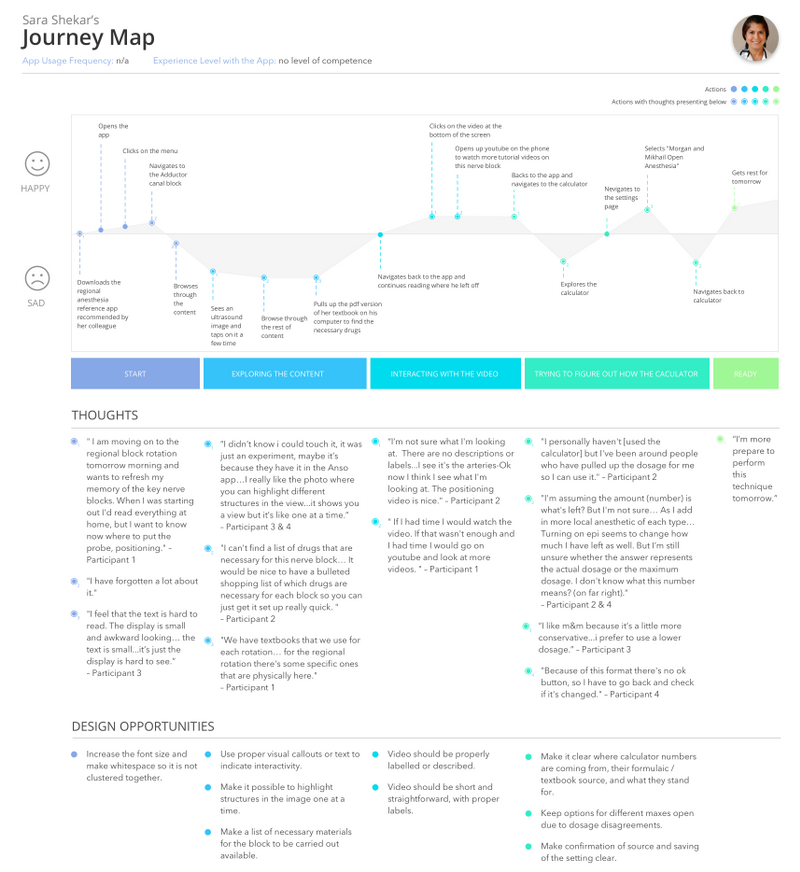 Sara Shekar's
Journey Map
App Usage Frequency: n/a Experience Level with the App: no level of competence
Actions
Actions with thoughts presenting below
HAPPY
SAD
Opens the
app
Clicks on the menu
Navigates to
the Adductor
canal block
Clicks on the video at the
bottom of the screen
Opens up youtube on the phone
to watch more tutorial videos on
this nerve block
Backs to the app and
navigates to the calculator
Navigates to
the settings
page
Selects "Morgan and
Mikhail Open
Anesthesia"
Gets rest for
tomorrow
Downloads the
regional
anesthesia
reference app
recommended by
her colleague
Browses
through
the
content
Sees an
ultrasound
image and
taps on it a
few time
Browse through
the rest of
content
Pulls up the pdf version
of her textbook on his
computer to find the
necessary drugs
Navigates back to the app and
continues reading where he left off
Explores the
calculator
Navigates back to
calculator
START
EXPLORING THE CONTENT
INTERACTING WITH THE VIDEO
TRYING TO FIGURE OUT HOW THE CACULATOR
READY
THOUGHTS
" I am moving on to the
regional block rotation
tomorrow morning and
wants to refresh my
memory of the key nerve
blocks. When I was starting
out I'd read everything at
home, but I want to know
now where to put the
probe, positioning." –
Participant 1
"I have forgotten a lot about
it."
"I feel that the text is hard to
read. The display is small
and awkward looking… the
text is small...it's just the
display is hard to see."
– Participant 3
"I didn't know i could touch it, it was
just an experiment, maybe it's
because they have it in the Anso
app…I really like the photo where
you can highlight different
structures in the view...it shows you
a view but it's like one at a time."
– Participant 3 & 4
"I can't find a list of drugs that are
necessary for this nerve block… It
would be nice to have a bulleted
shopping list of which drugs are
necessary for each block so you can
just get it set up really quick. "
– Participant 2
"We have textbooks that we use for
each rotation… for the regional
rotation there's some specific ones
that are physically here."
– Participant 1
"I'm not sure what I'm looking
at. There are no descriptions or
labels...I see it's the arteries-Ok
now I think I see what I'm
looking at. The positioning
video is nice." – Participant 2
" If I had time I would watch the
video. If that wasn't enough and
I had time I would go on
youtube and look at more
videos. " – Participant 1
"I personally haven't [used the
calculator] but I've been around people
who have pulled up the dosage for me
so I can use it." – Participant 2
"I'm assuming the amount (number) is
what's left? But I'm not sure… As I add
in more local anesthetic of each type…
Turning on epi seems to change how
much I have left as well. But I'm still
unsure whether the answer represents
the actual dosage or the maximum
dosage. I don't know what this number
means? (on far right)."
– Participant 2 & 4
"I like m&m because it's a little more
conservative...i prefer to use a lower
dosage." – Participant 3
"Because of this format there's no ok
button, so I have to go back and check
if it's changed." – Participant 4
"I'm more
prepare to
perform
this
technique
tomorrow."
DESIGN OPPORTUNITIES
Increase the font size and
make whitespace so it is not
clustered together.
Use proper visual callouts or text to
indicate interactivity.
Make it possible to highlight
structures in the image one at a
time.
Make a list of necessary materials
for the block to be carried out
available.
Video should be properly
labelled or described.
Video should be short and
straightforward, with proper
labels.
Make it clear where calculator numbers
are coming from, their formulaic /
textbook source, and what they stand
for.
Keep options for different maxes open
due to dosage disagreements.
Make confirmation of source and saving
of the setting clear.